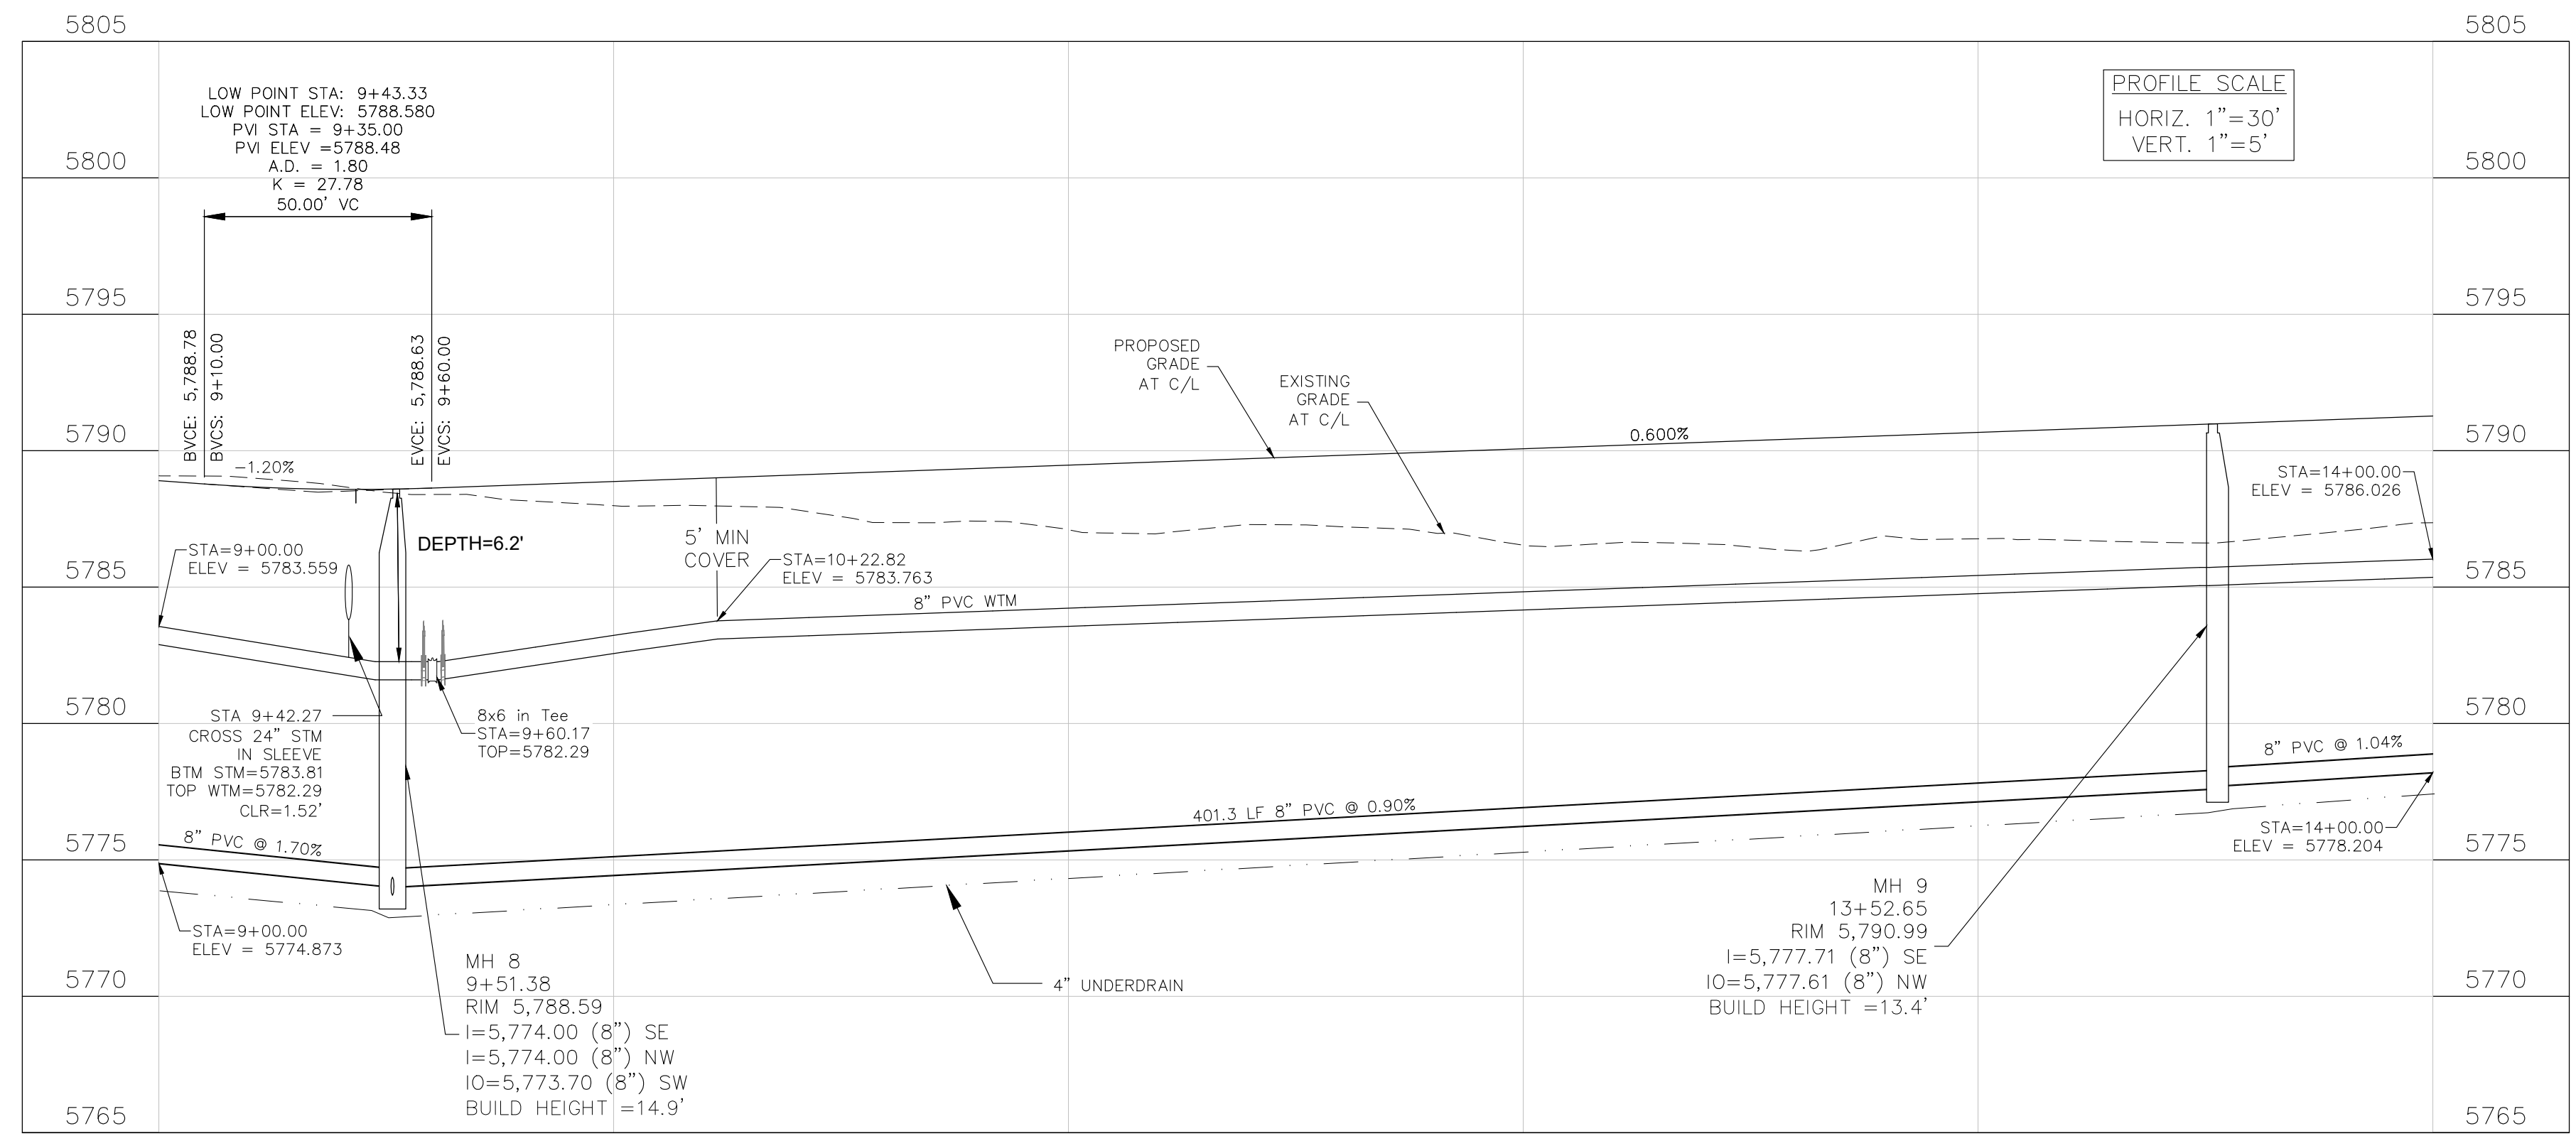 5805
5805
PROFILE SCALE
HORIZ. 1"=30'
VERT. 1"=5'
LOW POINT STA: 9+43.33
LOW POINT ELEV: 5788.580
PVI STA = 9+35.00
PVI ELEV =5788.48
A.D. = 1.80
K = 27.78
50.00' VC
5800
5800
5795
5795
BVCE: 5,788.78
BVCS: 9+10.00
EVCE: 5,788.63
EVCS: 9+60.00
PROPOSED
GRADE
AT C/L
EXISTING
GRADE
AT C/L
5790
0.600%
5790
-1.20%
STA=14+00.00
ELEV = 5786.026
DEPTH=6.2'
5' MIN
COVER
STA=9+00.00
ELEV = 5783.559
STA=10+22.82
ELEV = 5783.763
5785
5785
8" PVC WTM
5780
5780
STA 9+42.27
CROSS 24" STM
IN SLEEVE
BTM STM=5783.81
TOP WTM=5782.29
CLR=1.52'
8x6 in Tee
STA=9+60.17
TOP=5782.29
8" PVC @ 1.04%
401.3 LF 8" PVC @ 0.90%
8" PVC @ 1.70%
STA=14+00.00
ELEV = 5778.204
5775
5775
STA=9+00.00
ELEV = 5774.873
MH 9
13+52.65
RIM 5,790.99
I=5,777.71 (8") SE
IO=5,777.61 (8") NW
BUILD HEIGHT =13.4'
4" UNDERDRAIN
5770
5770
MH 8
9+51.38
RIM 5,788.59
I=5,774.00 (8") SE
I=5,774.00 (8") NW
IO=5,773.70 (8") SW
BUILD HEIGHT =14.9'
5765
5765